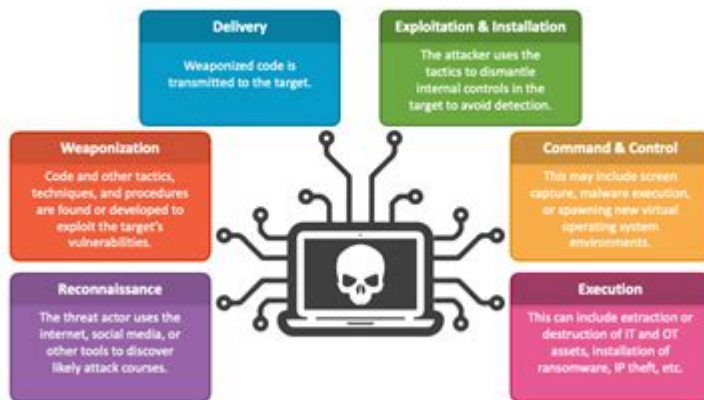 Delivery
Weaponized code is
transmitted to the target.
Exploitation & Installation
The attacker uses the
tactics to dismantle
internal controls in the
target to avoid detection.
Weaponization
Code and other tactics,
techniques, and procedures
are found or developed to
exploit the target's
vulnerabilities.
Command & Control
This may include screen
capture, malware execution,
or spawning new virtual
operating system
environments.
Reconnaissance
The threat actor uses the
internet, social media, or
other tools to discover
likely attack courses.
Execution
This can include extraction or
destruction of IT and OT
assets, installation of
ransomware, IP theft, etc.